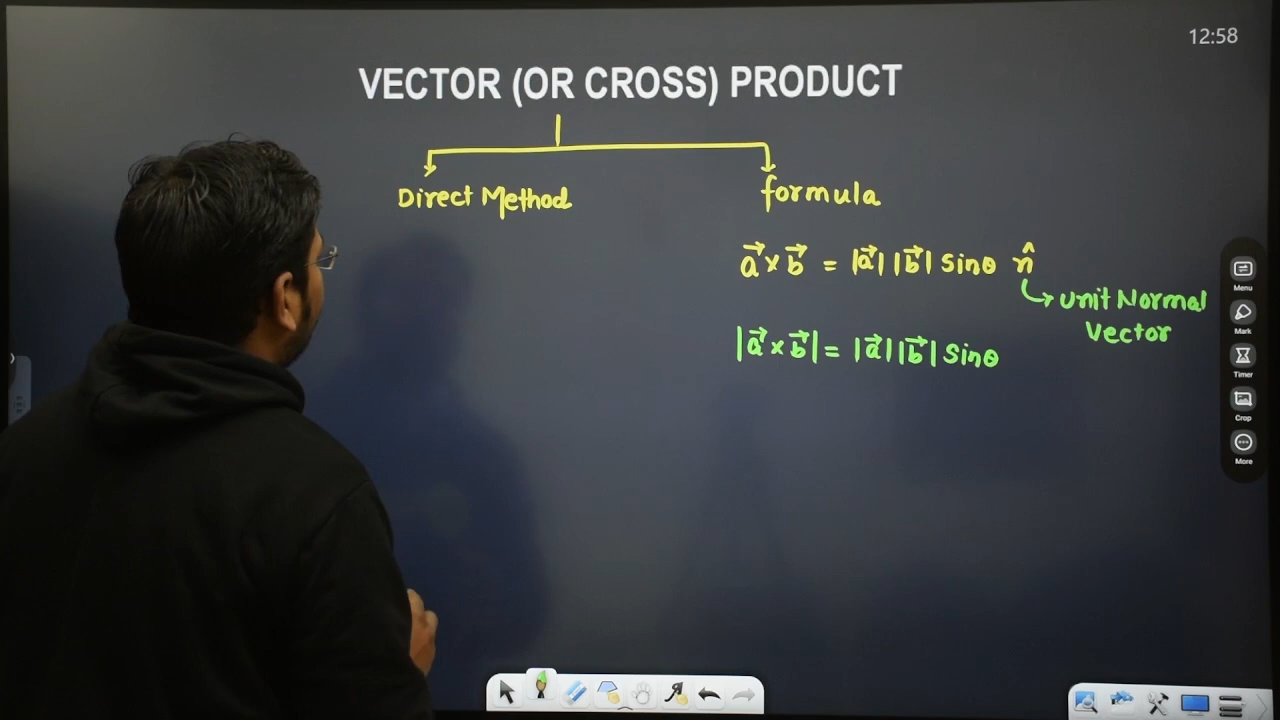 12:58
VECTOR (OR CROSS) PRODUCT
Direct Method
formula
a⃗ × b⃗ = |a⃗| |b⃗| Sinθ n̂
unit Normal
Vector
|a⃗ × b⃗| = |a⃗| |b⃗| Sinθ
Menu
Mark
Timer
Crop
More